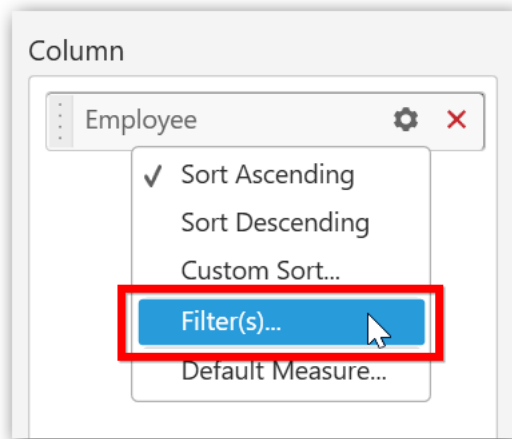 Column
Employee
Sort Ascending
Sort Descending
Custom Sort...
Filter(s)...
Default Measure...